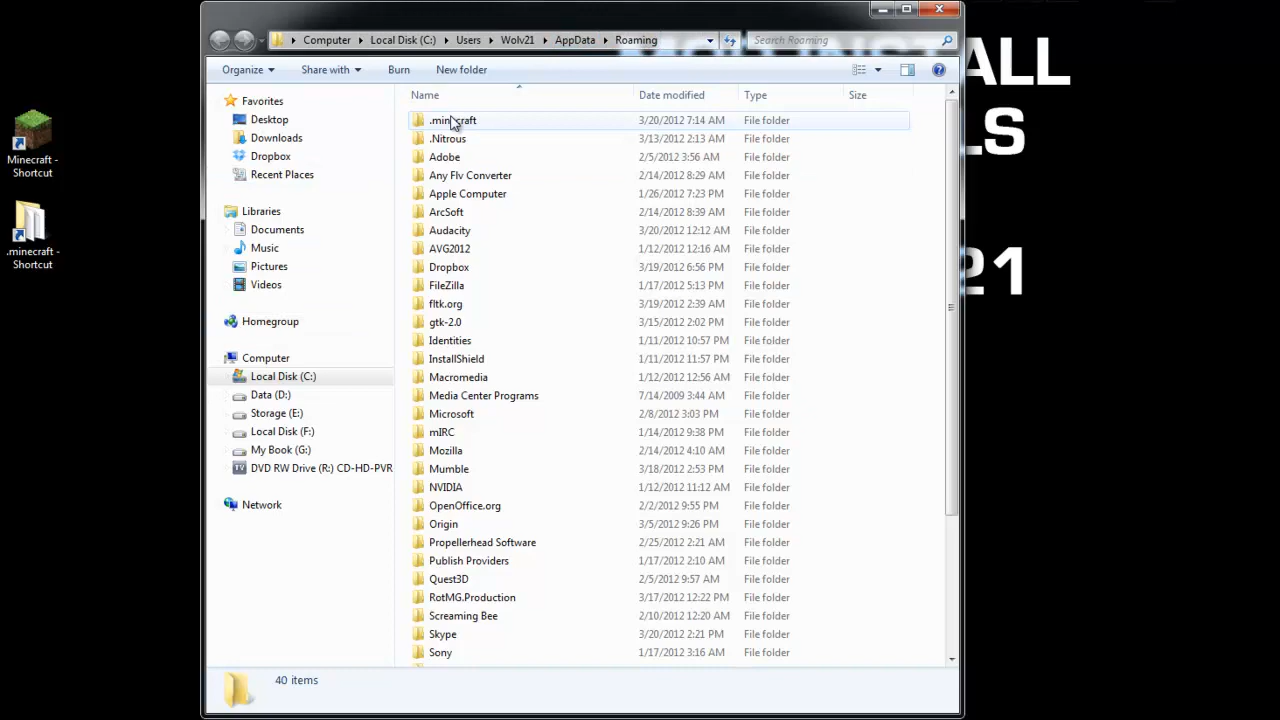 Computer Local Disk (C:) Users Wolv21 AppData Roaming Search Roaming
Organize Share with Burn New folder
Name Date modified Type Size
.minecraft 3/20/2012 7:14 AM File folder
.Nitrous 3/13/2012 2:13 AM File folder
Adobe 2/5/2012 3:56 AM File folder
Any Flv Converter 2/14/2012 8:29 AM File folder
Apple Computer 1/26/2012 7:23 PM File folder
ArcSoft 2/14/2012 8:39 AM File folder
Audacity 3/20/2012 12:12 AM File folder
AVG2012 1/12/2012 12:16 AM File folder
Dropbox 3/19/2012 6:56 PM File folder
FileZilla 1/17/2012 5:13 PM File folder
fltk.org 3/19/2012 2:39 AM File folder
gtk-2.0 3/15/2012 2:02 PM File folder
Identities 1/11/2012 10:57 PM File folder
InstallShield 1/11/2012 11:57 PM File folder
Macromedia 1/12/2012 12:56 AM File folder
Media Center Programs 7/14/2009 3:44 AM File folder
Microsoft 2/8/2012 3:03 PM File folder
mIRC 1/14/2012 9:38 PM File folder
Mozilla 2/14/2012 4:10 AM File folder
Mumble 3/18/2012 2:53 PM File folder
NVIDIA 1/12/2012 11:12 AM File folder
OpenOffice.org 2/2/2012 9:55 PM File folder
Origin 3/5/2012 9:26 PM File folder
Propellerhead Software 2/25/2012 2:21 AM File folder
Publish Providers 1/17/2012 2:10 AM File folder
Quest3D 2/5/2012 9:57 AM File folder
RotMG.Production 3/17/2012 12:22 PM File folder
Screaming Bee 2/10/2012 12:20 AM File folder
Skype 3/20/2012 2:21 PM File folder
Sony 1/17/2012 3:16 AM File folder
Favorites
Desktop
Downloads
Dropbox
Recent Places
Libraries
Documents
Music
Pictures
Videos
Homegroup
Computer
Local Disk (C:)
Data (D:)
Storage (E:)
Local Disk (F:)
My Book (G:)
DVD RW Drive (R:) CD-HD-PVR
Network
40 items
Minecraft -
Shortcut
.minecraft -
Shortcut
ALL
LS
21